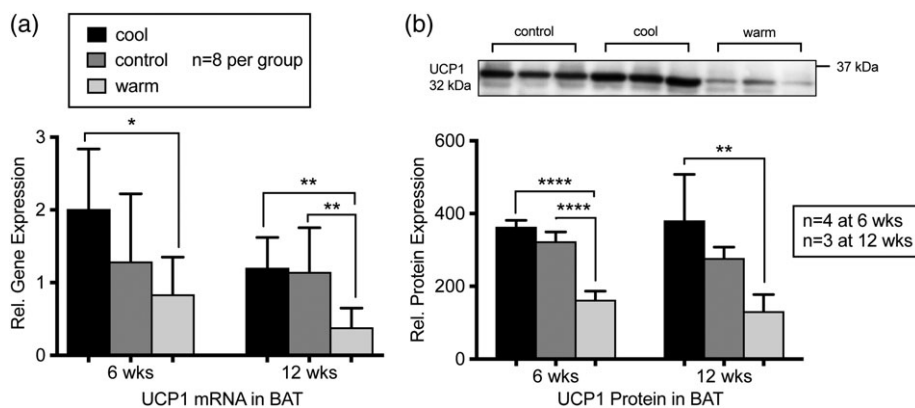 (a)
cool
control
warm
n=8 per group
*
**
**
3
2
1
0
Rel. Gene Expression
6 wks
12 wks
UCP1 mRNA in BAT
(b)
control
cool
warm
UCP1
32 kDa
37 kDa
600
400
200
0
Rel. Protein Expression
****
****
**
6 wks
12 wks
UCP1 Protein in BAT
n=4 at 6 wks
n=3 at 12 wks